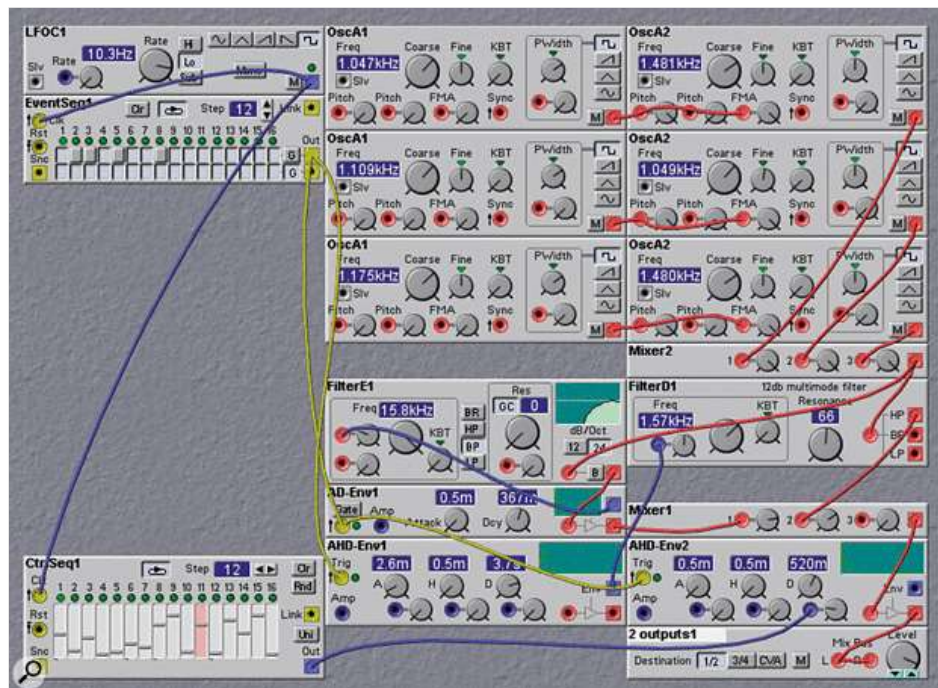 LFOC1
10.3Hz
Rate
Slv Rate
H
Lo
Sub
Mono
M
EventSeq1
Clr
Step 12
Link
Clk
Rst
1 2 3 4 5 6 7 8 9 10 11 12 13 14 15 16
Out
Snc
G
G
OscA1
Freq Coarse Fine KBT PWidth
1.047kHz
Slv
Pitch Pitch FMA Sync
M
OscA2
Freq Coarse Fine KBT PWidth
1.481kHz
Slv
Pitch Pitch FMA Sync
M
OscA1
Freq Coarse Fine KBT PWidth
1.109kHz
Slv
Pitch Pitch FMA Sync
M
OscA2
Freq Coarse Fine KBT PWidth
1.049kHz
Slv
Pitch Pitch FMA Sync
M
OscA1
Freq Coarse Fine KBT PWidth
1.175kHz
Slv
Pitch Pitch FMA Sync
M
OscA2
Freq Coarse Fine KBT PWidth
1.480kHz
Slv
Pitch Pitch FMA Sync
M
Mixer2
1 2 3
FilterE1
Freq 15.8kHz
KBT
BR
HP
BP
LP
Res
GC 0
dB/Oct
12 24
B
FilterD1 12db multimode filter
Freq KBT Resonance
1.57kHz 66
HP
BP
LP
AD-Env1
0.5m 367m
Gate Amp Attack Dcy
Mixer1
1 2 3
AHD-Env1
Trig 2.6m 0.5m 3.7s
A H D
Amp
Env
AHD-Env2
Trig 0.5m 0.5m 520m
A H D
Amp
Env
CtrlSeq1
Step 12
Clr
Rnd
1 2 3 4 5 6 7 8 9 10 11 12 13 14 15 16
Rst
Link
Uni
Snc
Out
2 outputs1
Destination 1/2 3/4 CVA M
Mix Bus
L R
Level